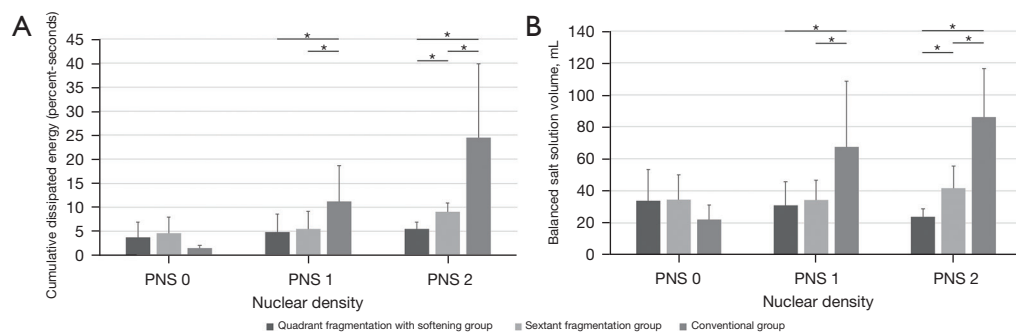 A
Cumulative dissipated energy (percent-seconds)
45
40
35
30
25
20
15
10
5
0
* * * * *
PNS 0 PNS 1 PNS 2
Nuclear density
B
Balanced salt solution volume, mL
140
120
100
80
60
40
20
0
* * * * *
PNS 0 PNS 1 PNS 2
Nuclear density
Quadrant fragmentation with softening group Sextant fragmentation group Conventional group